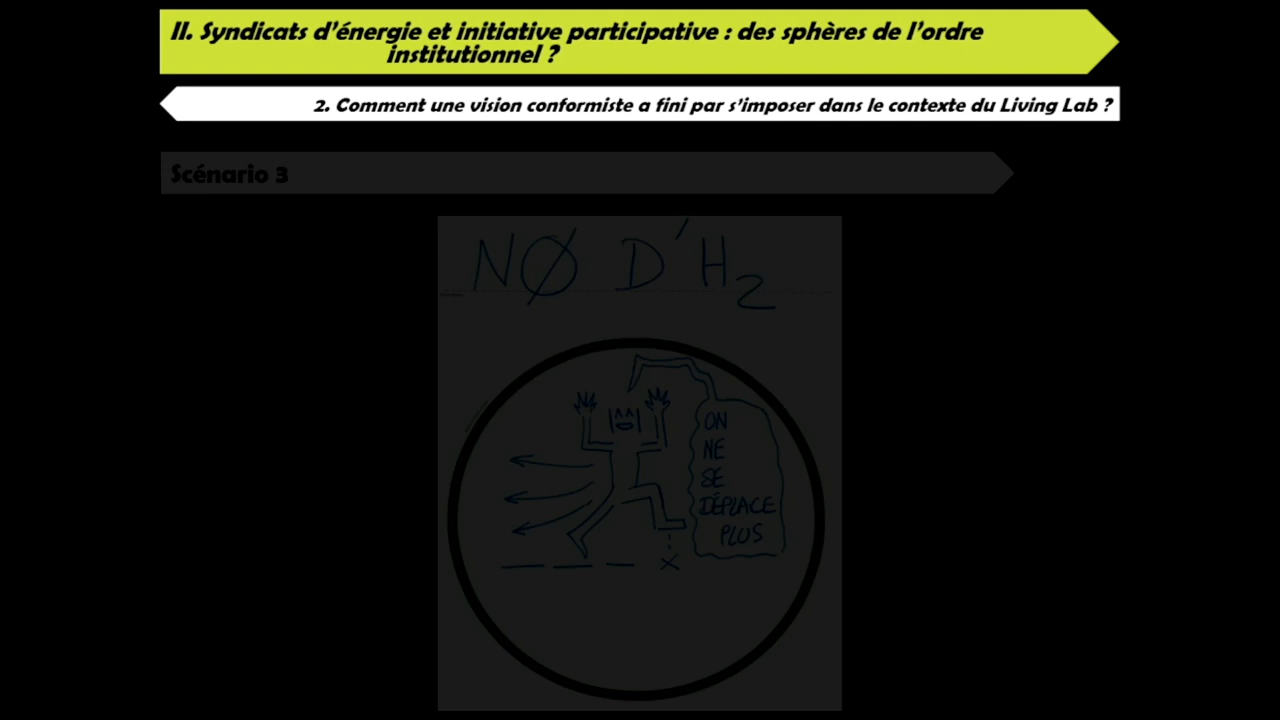 II. Syndicats d’énergie et initiative participative : des sphères de l’ordre
institutionnel ?
2. Comment une vision conformiste a fini par s’imposer dans le contexte du Living Lab ?
Scénario 3
NØ D'H2
ON
NE
SE
DÉPLACE
PLUS